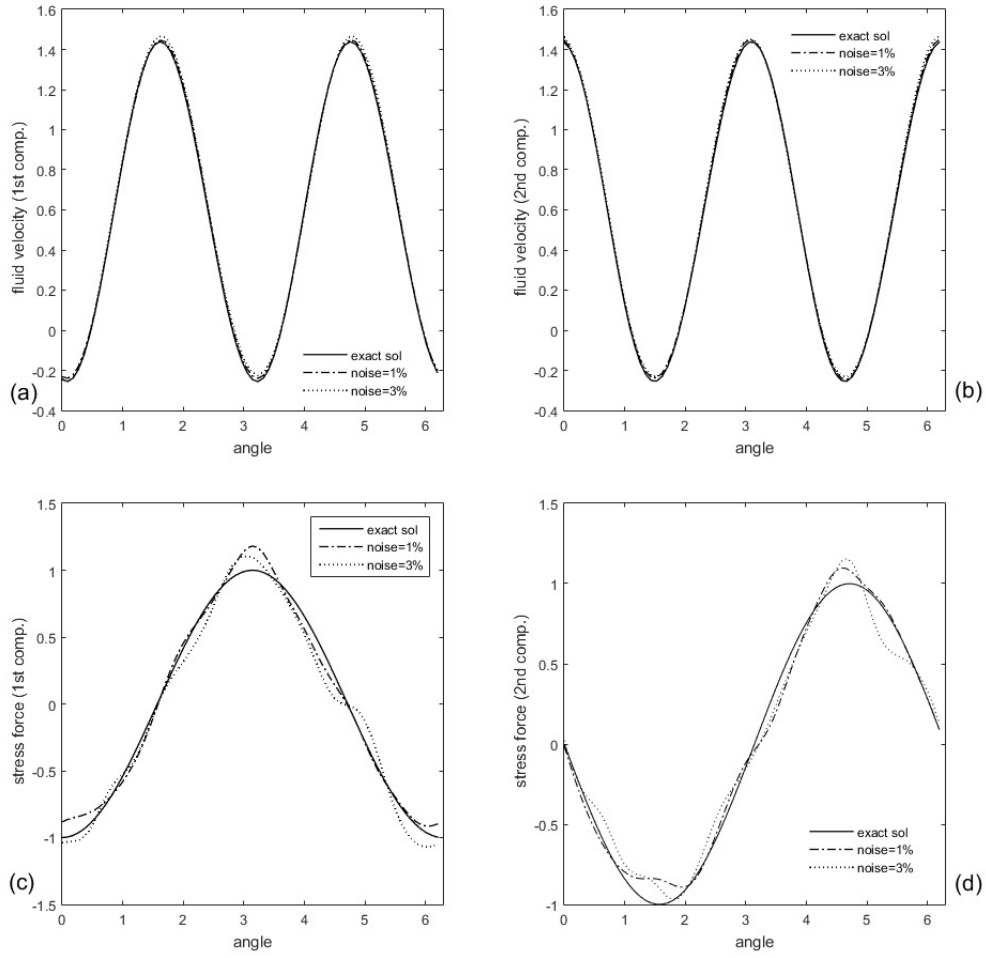 1.6
1.4
1.2
1
0.8
0.6
0.4
0.2
0
-0.2
-0.4
fluid velocity (1st comp.)
exact sol
noise=1%
noise=3%
0 1 2 3 4 5 6
angle
(a)
1.6
1.4
1.2
1
0.8
0.6
0.4
0.2
0
-0.2
-0.4
fluid velocity (2nd comp.)
exact sol
noise=1%
noise=3%
0 1 2 3 4 5 6
angle
(b)
1.5
1
0.5
0
-0.5
-1
-1.5
stress force (1st comp.)
exact sol
noise=1%
noise=3%
0 1 2 3 4 5 6
angle
(c)
1.5
1
0.5
0
-0.5
-1
stress force (2nd comp.)
exact sol
noise=1%
noise=3%
0 1 2 3 4 5 6
angle
(d)